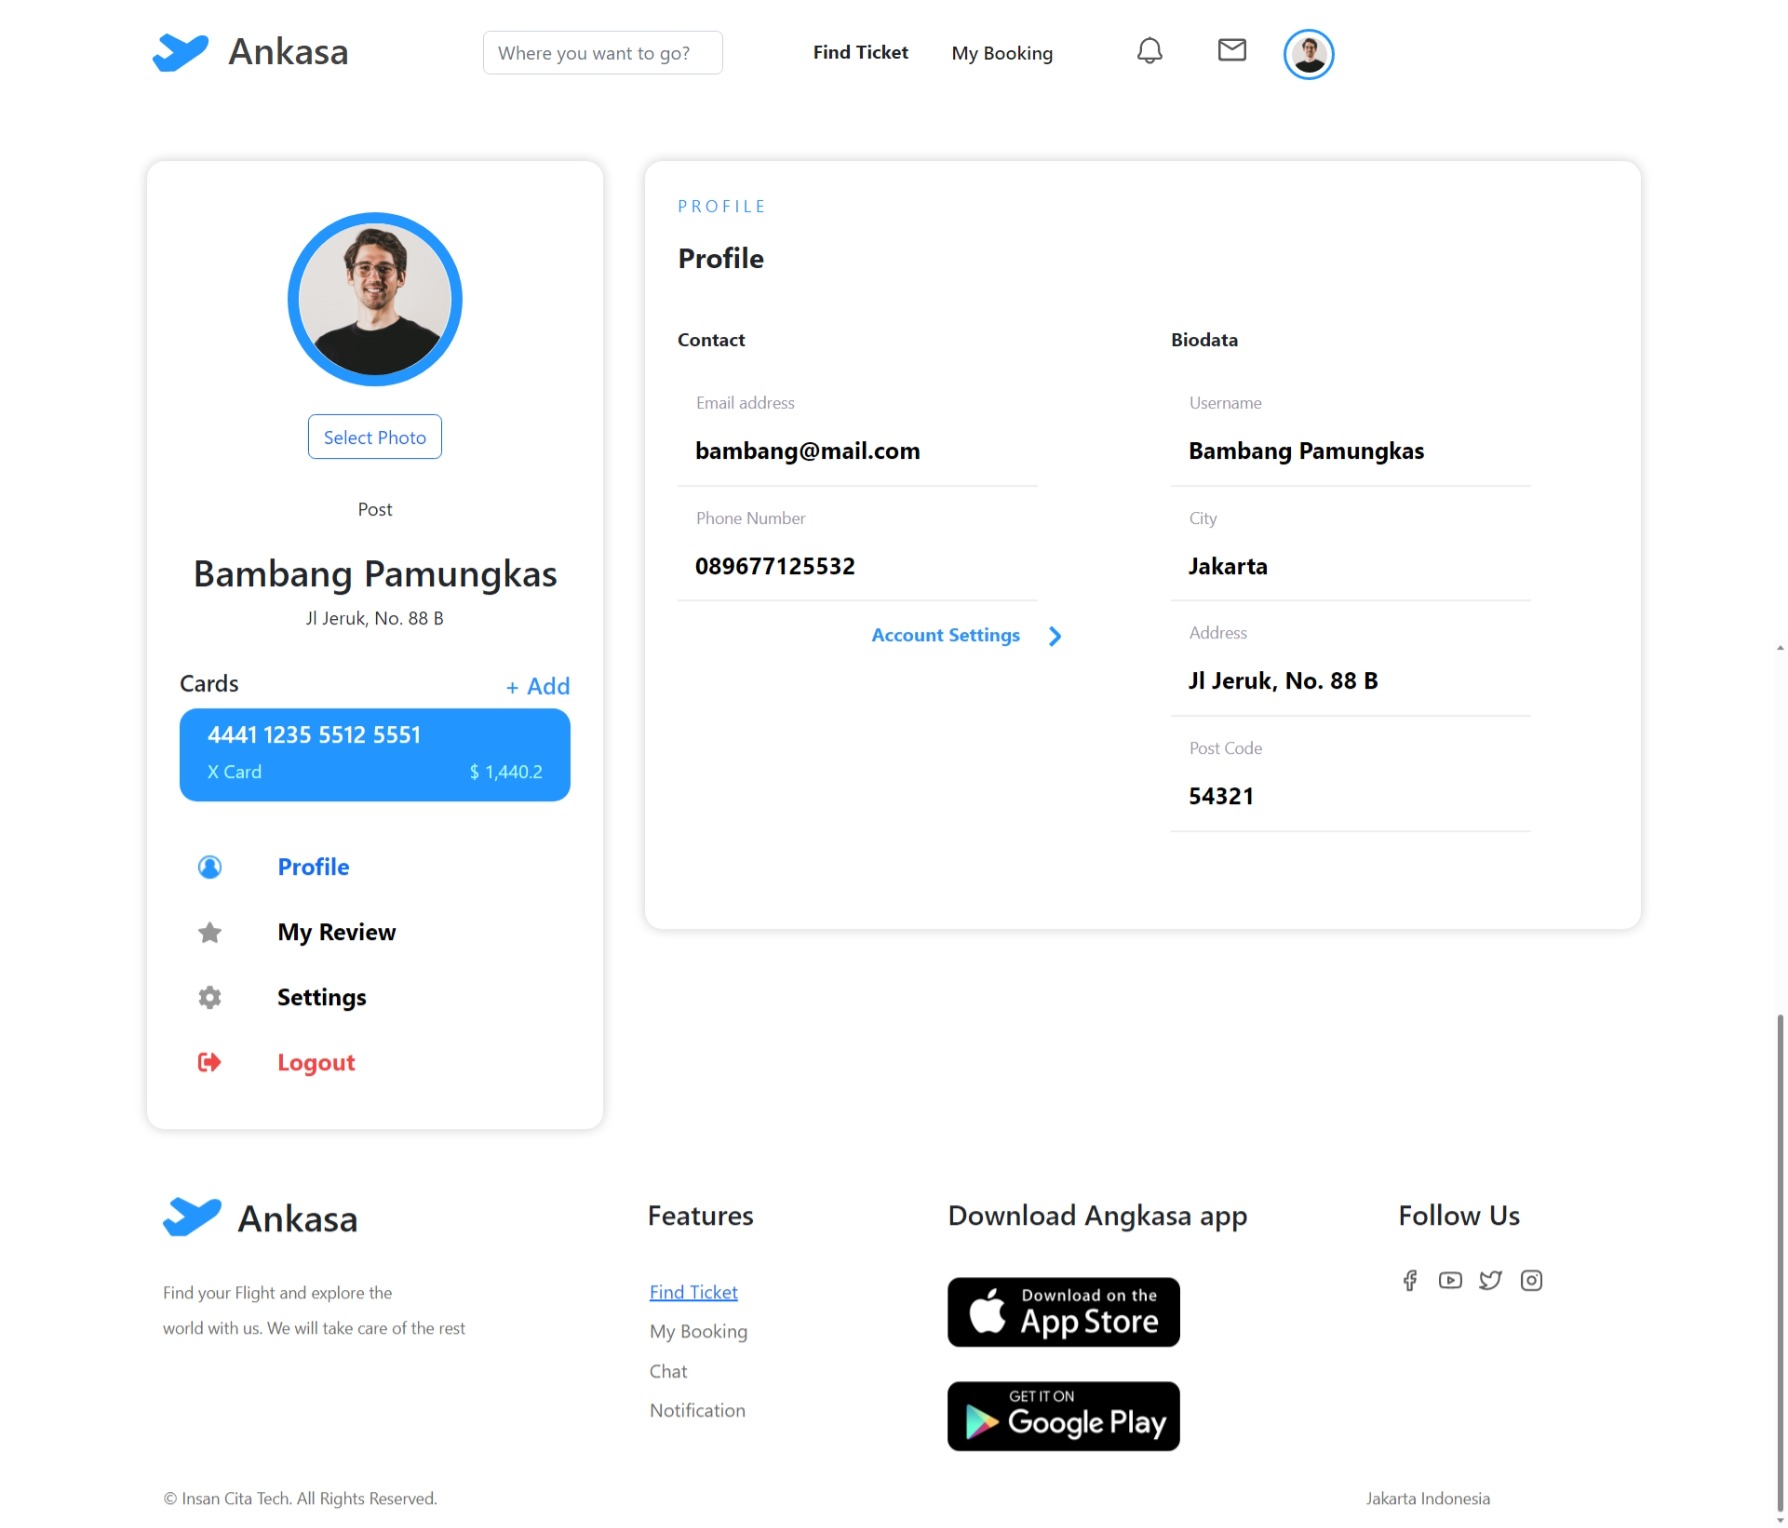 Ankasa
Where you want to go?
Find Ticket
My Booking
Select Photo
Post
Bambang Pamungkas
Jl Jeruk, No. 88 B
Cards
+ Add
4441 1235 5512 5551
X Card
$ 1,440.2
Profile
My Review
Settings
Logout
PROFILE
Profile
Contact
Email address
bambang@mail.com
Phone Number
089677125532
Account Settings
Biodata
Username
Bambang Pamungkas
City
Jakarta
Address
Jl Jeruk, No. 88 B
Post Code
54321
Ankasa
Find your Flight and explore the
world with us. We will take care of the rest
Features
Find Ticket
My Booking
Chat
Notification
Download Angkasa app
Download on the
App Store
GET IT ON
Google Play
Follow Us
© Insan Cita Tech. All Rights Reserved.
Jakarta Indonesia